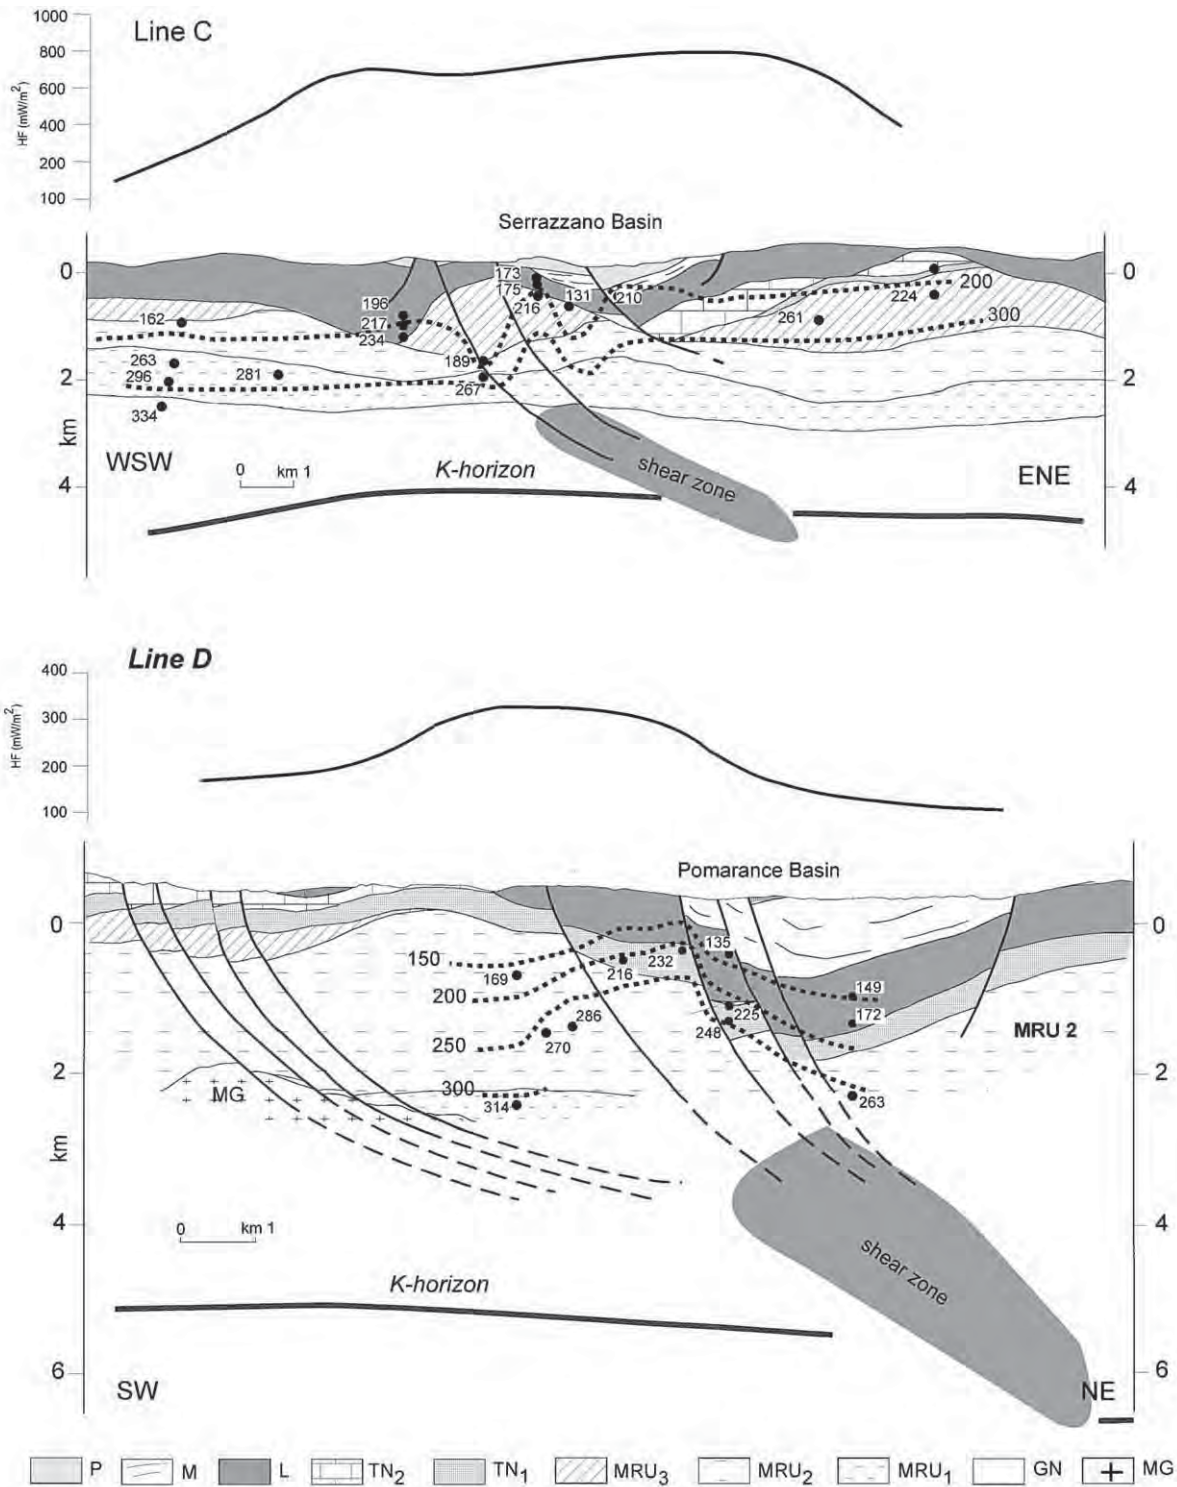 1000
Line C
800
600
400
200
100
HF (mW/m²)
Serrazzano Basin
0
173
175
216
131
210
196
217
234
162
263
296
281
334
189
267
261
224
200
300
0
2
2
km
WSW
0 km 1
K-horizon
shear zone
ENE
4
4
Line D
400
300
200
100
HF (mW/m²)
Pomarance Basin
0
0
150
169
216
232
135
149
200
225
172
286
248
250
270
MRU 2
2
2
MG
300
314
263
km
0 km 1
4
4
shear zone
K-horizon
6
6
SW
NE
P M L TN₂ TN₁ MRU₃ MRU₂ MRU₁ GN MG